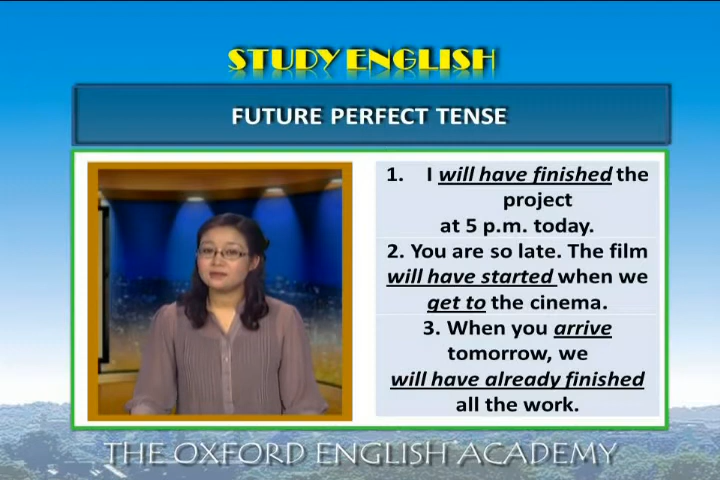 STUDY ENGLISH
FUTURE PERFECT TENSE
1. I will have finished the
project
at 5 p.m. today.
2. You are so late. The film
will have started when we
get to the cinema.
3. When you arrive
tomorrow, we
will have already finished
all the work.
THE OXFORD ENGLISH ACADEMY